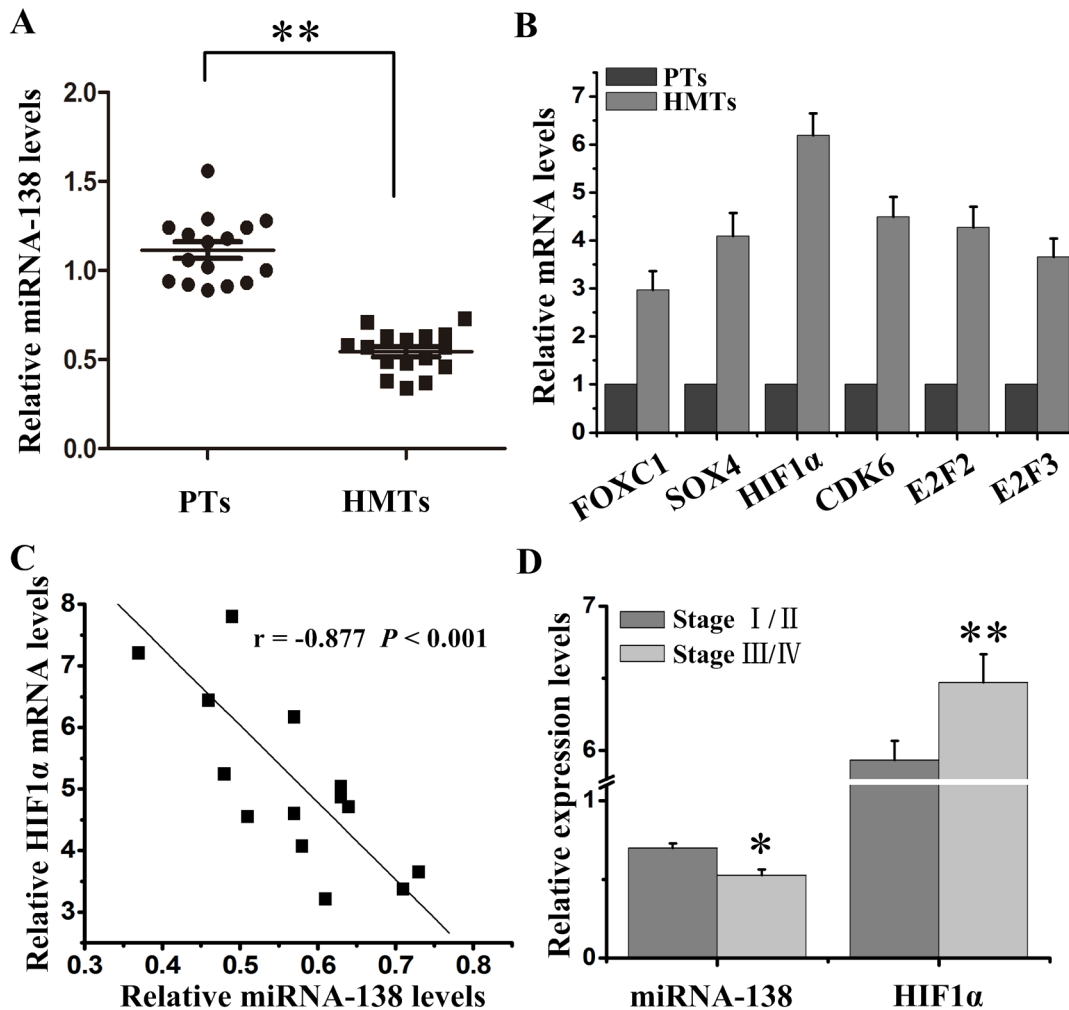 A
**
Relative miRNA-138 levels
2.0
1.5
1.0
0.5
0.0
PTs
HMTs
B
PTs
HMTs
Relative mRNA levels
7
6
5
4
3
2
1
0
FOXC1
SOX4
HIF1α
CDK6
E2F2
E2F3
C
r = -0.877 P < 0.001
Relative HIF1α mRNA levels
8
7
6
5
4
3
0.3
0.4
0.5
0.6
0.7
0.8
Relative miRNA-138 levels
D
Stage Ⅰ/Ⅱ
Stage Ⅲ/Ⅳ
Relative expression levels
7
6
1
0
*
**
miRNA-138
HIF1α